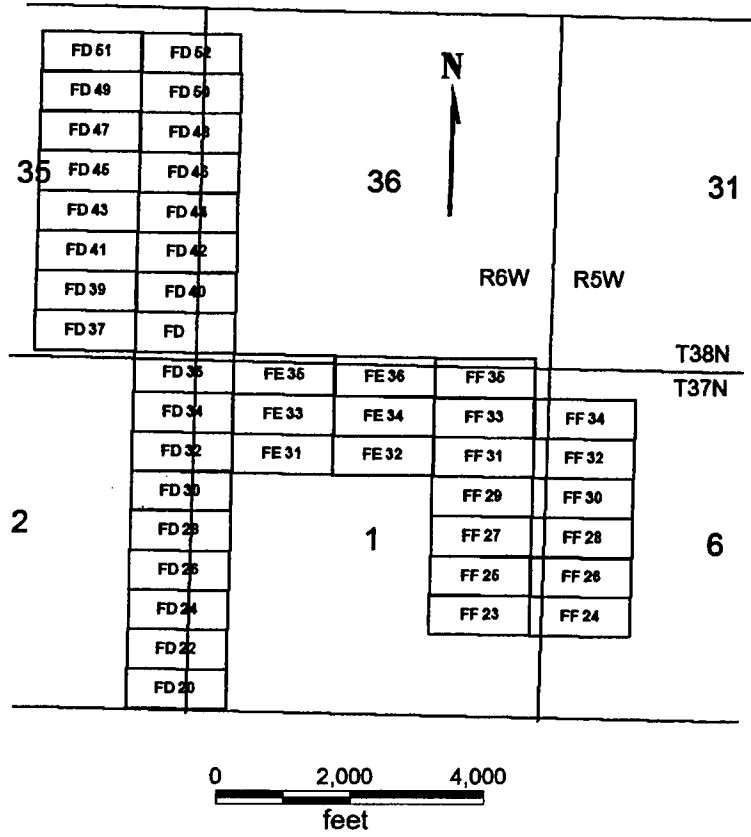 FD 51 FD 52
FD 49 FD 50
N
FD 47 FD 48
35 FD 45 FD 46 36 31
FD 43 FD 44
FD 41 FD 42
FD 39 FD 40 R6W R5W
FD 37 FD
T38N
FD 36 FE 35 FE 36 FF 35
T37N
FD 34 FE 33 FE 34 FF 33 FF 34
FD 32 FE 31 FE 32 FF 31 FF 32
FD 30 FF 29 FF 30
2 FD 28 1 FF 27 FF 28 6
FD 26 FF 25 FF 26
FD 24 FF 23 FF 24
FD 22
FD 20
0 2,000 4,000
feet